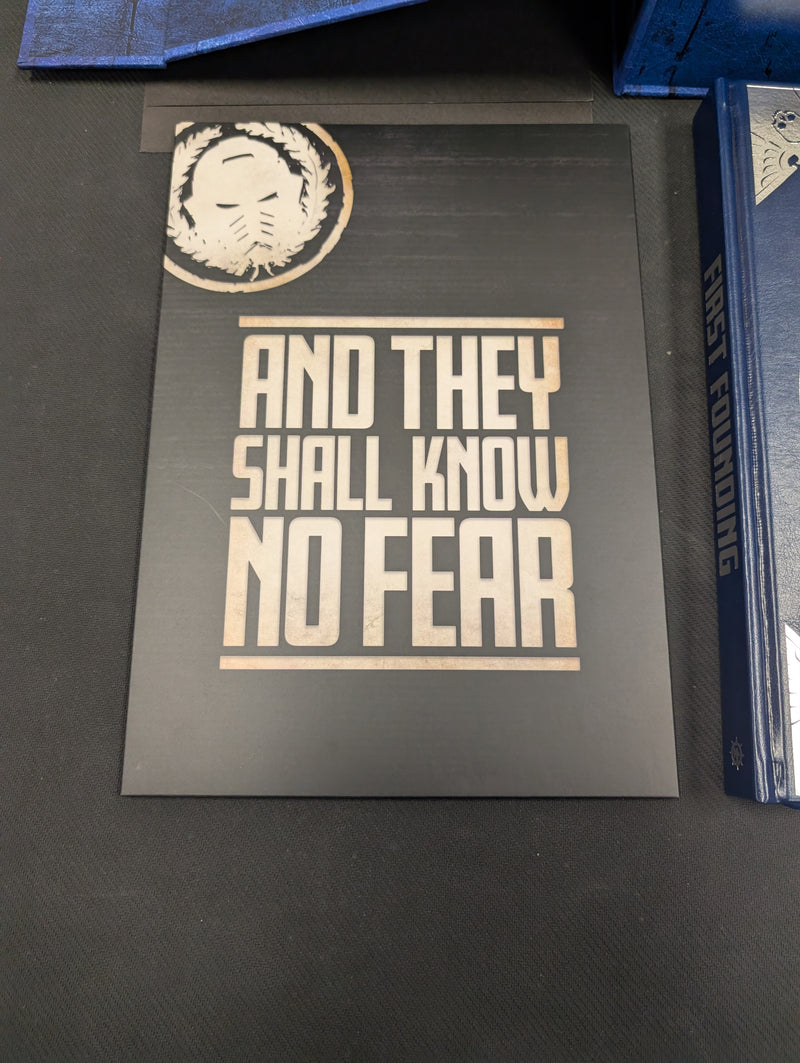 AND THEY
SHALL KNOW
NO FEAR
FIRST FOUNDING